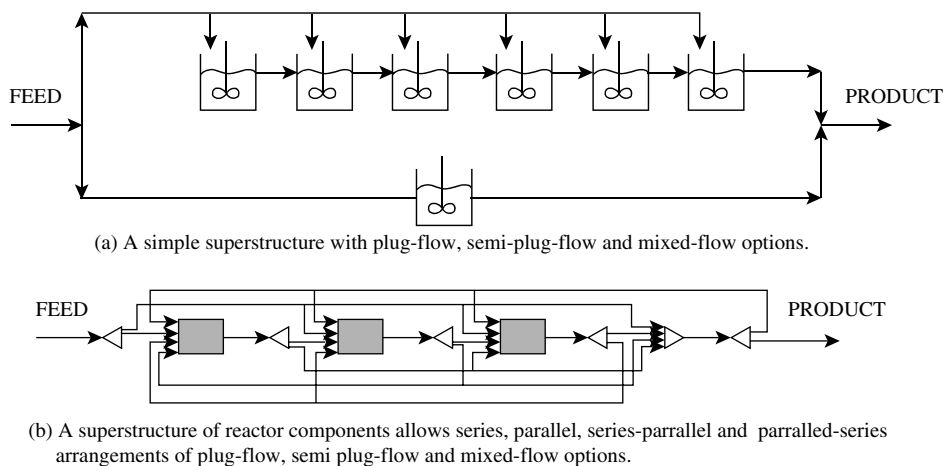 FEED
PRODUCT
(a) A simple superstructure with plug-flow, semi-plug-flow and mixed-flow options.
FEED
PRODUCT
(b) A superstructure of reactor components allows series, parallel, series-parrallel and parralled-series
arrangements of plug-flow, semi plug-flow and mixed-flow options.